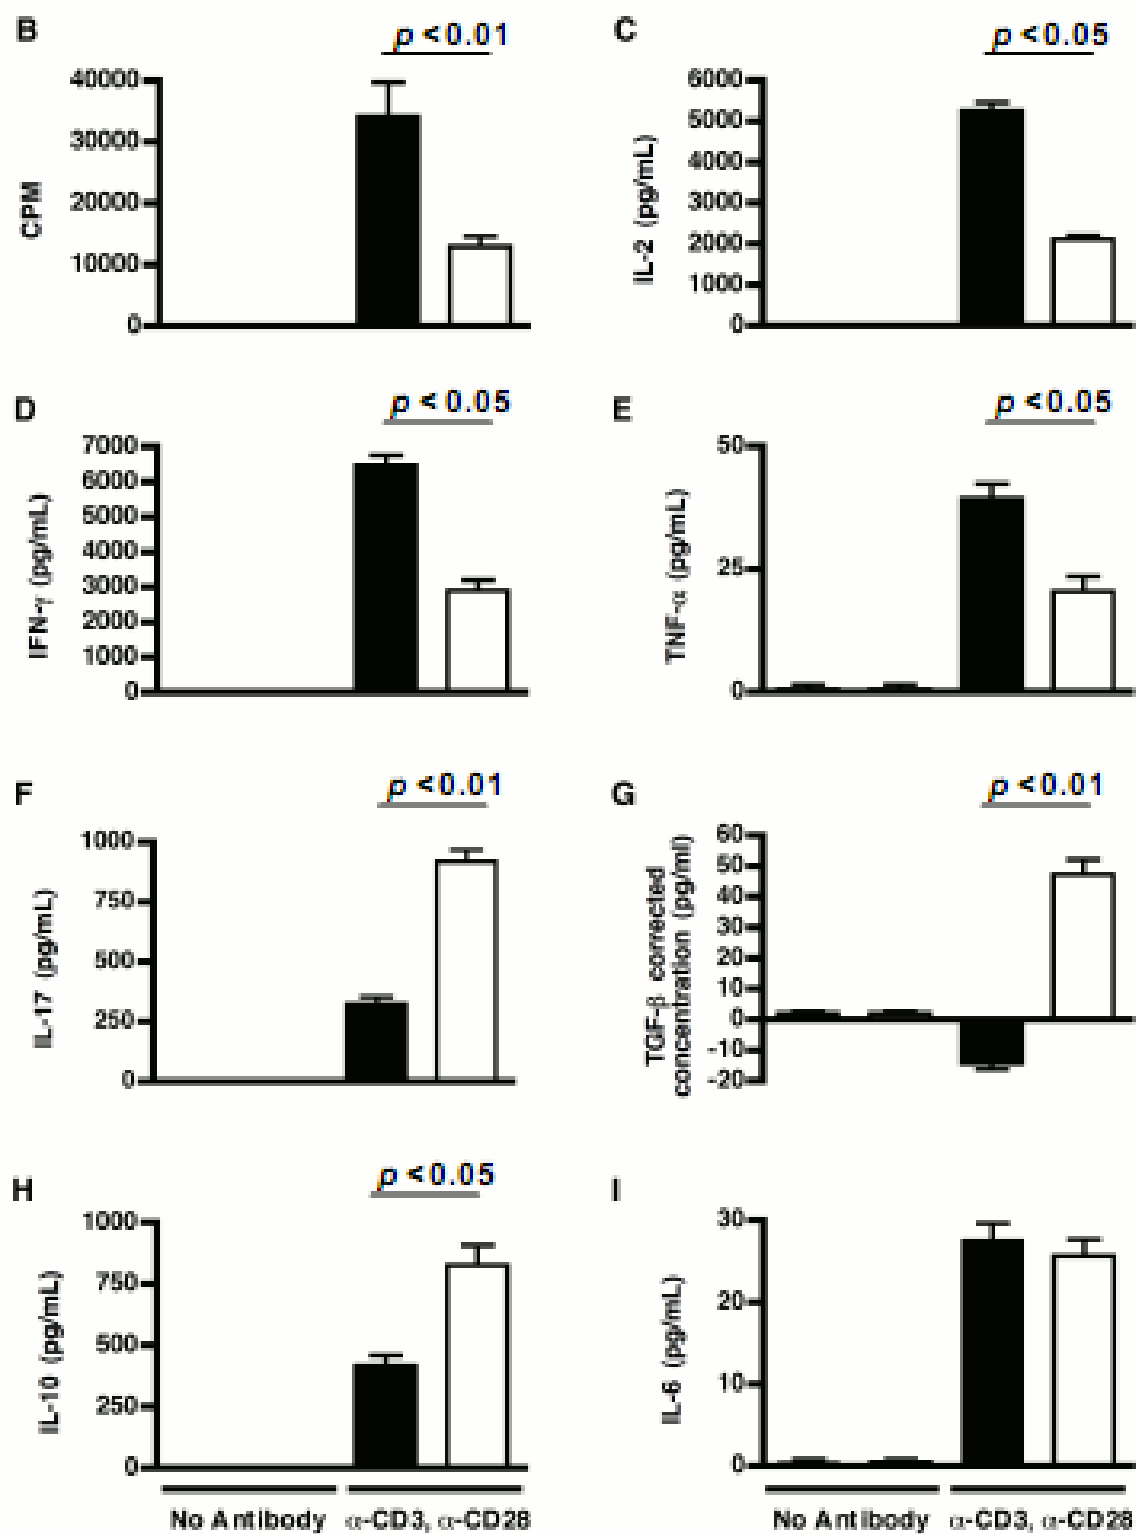 B
p <0.01
CPM
40000
30000
20000
10000
0
C
p <0.05
IL-2 (pg/mL)
6000
5000
4000
3000
2000
1000
0
D
p <0.05
IFN-γ (pg/mL)
7000
6000
5000
4000
3000
2000
1000
0
E
p <0.05
TNF-α (pg/mL)
50
25
0
F
p <0.01
IL-17 (pg/mL)
1000
750
500
250
0
G
p <0.01
TGF-β corrected
concentration (pg/ml)
60
50
40
30
20
10
0
-10
-20
H
p <0.05
IL-10 (pg/mL)
1000
750
500
250
0
No Antibody
α-CD3, α-CD28
I
IL-6 (pg/mL)
30
20
10
0
No Antibody
α-CD3, α-CD28